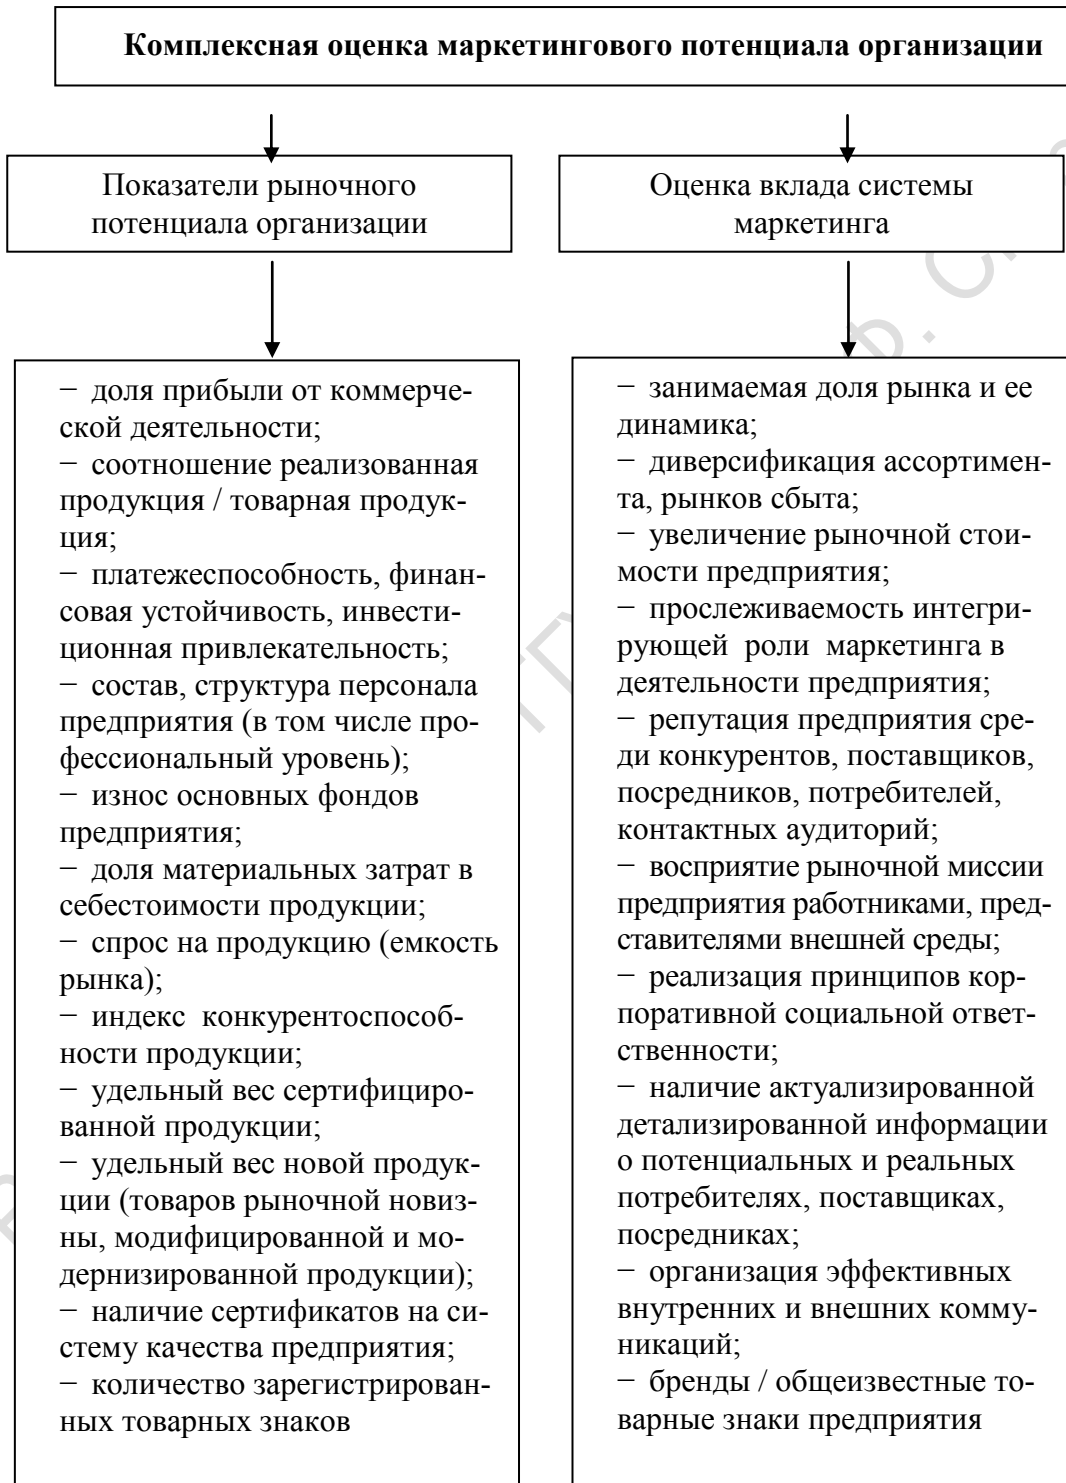 Комплексная оценка маркетингового потенциала организации
Показатели рыночного
потенциала организации
Оценка вклада системы
маркетинга
− доля прибыли от коммерче-
ской деятельности;
− соотношение реализованная
продукция / товарная продук-
ция;
− платежеспособность, финан-
совая устойчивость, инвести-
ционная привлекательность;
− состав, структура персонала
предприятия (в том числе про-
фессиональный уровень);
− износ основных фондов
предприятия;
− доля материальных затрат в
себестоимости продукции;
− спрос на продукцию (емкость
рынка);
− индекс конкурентоспособ-
ности продукции;
− удельный вес сертифициро-
ванной продукции;
− удельный вес новой продук-
ции (товаров рыночной новиз-
ны, модифицированной и мо-
дернизированной продукции);
− наличие сертификатов на си-
стему качества предприятия;
− количество зарегистрирован-
ных товарных знаков
− занимаемая доля рынка и ее
динамика;
− диверсификация ассортимен-
та, рынков сбыта;
− увеличение рыночной стои-
мости предприятия;
− прослеживаемость интегри-
рующей роли маркетинга в
деятельности предприятия;
− репутация предприятия сре-
ди конкурентов, поставщиков,
посредников, потребителей,
контактных аудиторий;
− восприятие рыночной миссии
предприятия работниками, пред-
ставителями внешней среды;
− реализация принципов кор-
поративной социальной ответ-
ственности;
− наличие актуализированной
детализированной информации
о потенциальных и реальных
потребителях, поставщиках,
посредниках;
− организация эффективных
внутренних и внешних комму-
никаций;
− бренды / общеизвестные то-
варные знаки предприятия